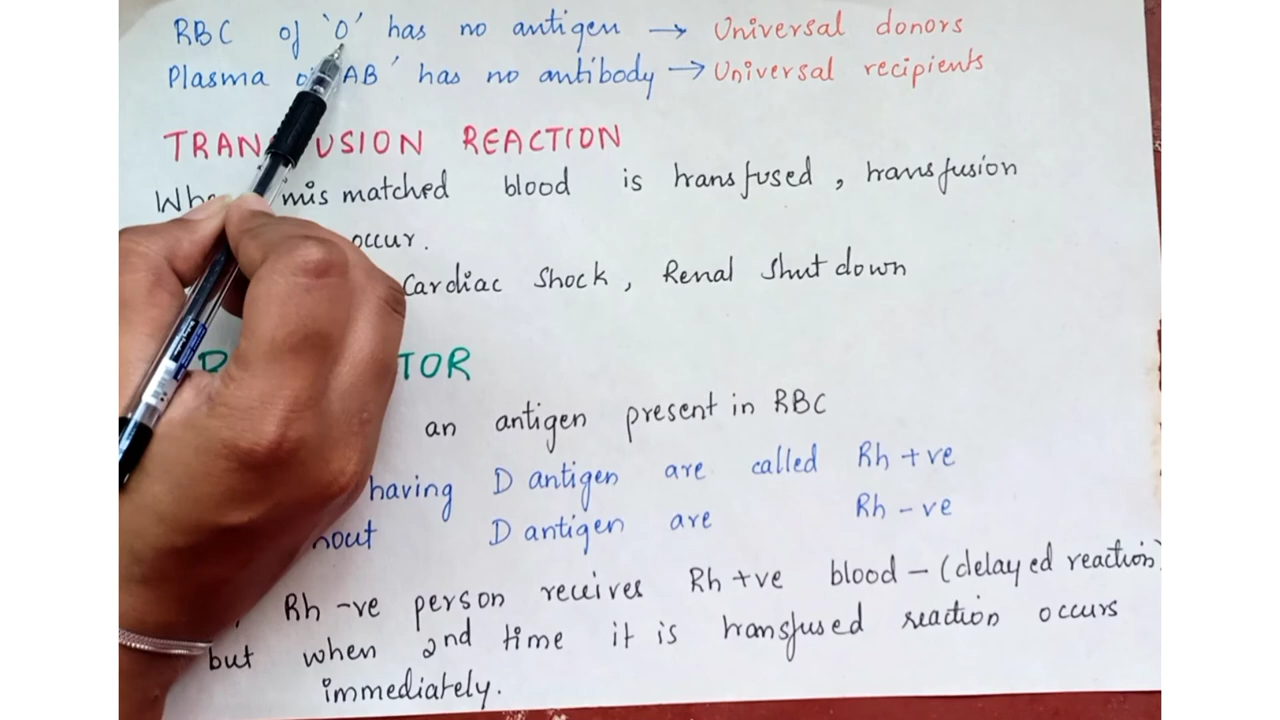 RBC of 'O' has no antigen → Universal donors
Plasma 'AB' has no antibody → Universal recipients
TRANSFUSION REACTION
mis matched blood is transfused, transfusion
occur.
Cardiac Shock, Renal Shut down
TOR
an antigen present in RBC
having D antigen are called Rh +ve
hout D antigen are Rh -ve
Rh -ve person receives Rh +ve blood - (delayed reaction)
but when 2nd time it is transfused reaction occurs
immediately.